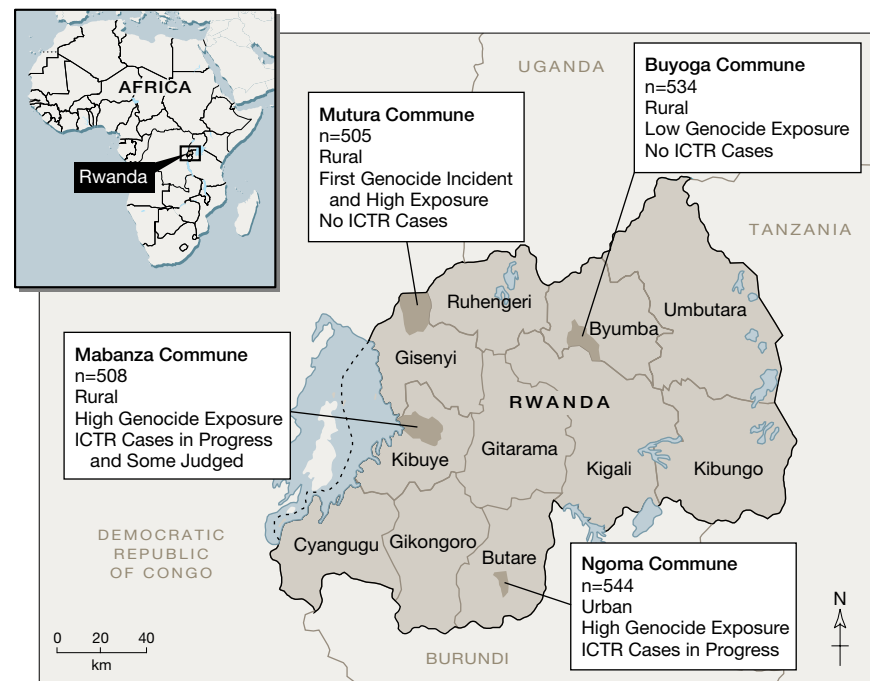 AFRICA
Rwanda
UGANDA
TANZANIA
DEMOCRATIC
REPUBLIC
OF CONGO
BURUNDI
Mutura Commune
n=505
Rural
First Genocide Incident
and High Exposure
No ICTR Cases
Buyoga Commune
n=534
Rural
Low Genocide Exposure
No ICTR Cases
Mabanza Commune
n=508
Rural
High Genocide Exposure
ICTR Cases in Progress
and Some Judged
Ngoma Commune
n=544
Urban
High Genocide Exposure
ICTR Cases in Progress
Ruhengeri
Byumba
Umbutara
Gisenyi
RWANDA
Kibuye
Gitarama
Kigali
Kibungo
Cyangugu
Gikongoro
Butare
0 20 40
km
N